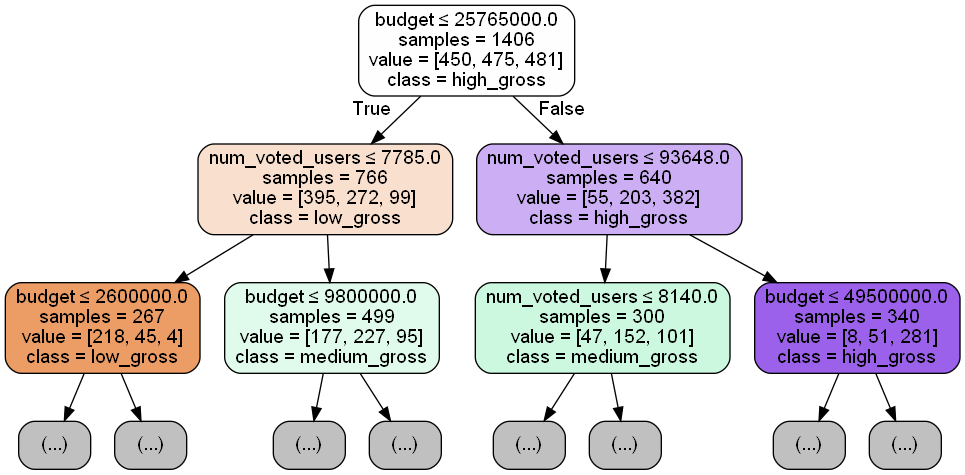 budget ≤ 25765000.0
samples = 1406
value = [450, 475, 481]
class = high_gross
True
False
num_voted_users ≤ 7785.0
samples = 766
value = [395, 272, 99]
class = low_gross
num_voted_users ≤ 93648.0
samples = 640
value = [55, 203, 382]
class = high_gross
budget ≤ 2600000.0
samples = 267
value = [218, 45, 4]
class = low_gross
budget ≤ 9800000.0
samples = 499
value = [177, 227, 95]
class = medium_gross
num_voted_users ≤ 8140.0
samples = 300
value = [47, 152, 101]
class = medium_gross
budget ≤ 49500000.0
samples = 340
value = [8, 51, 281]
class = high_gross
(...)
(...)
(...)
(...)
(...)
(...)
(...)
(...)